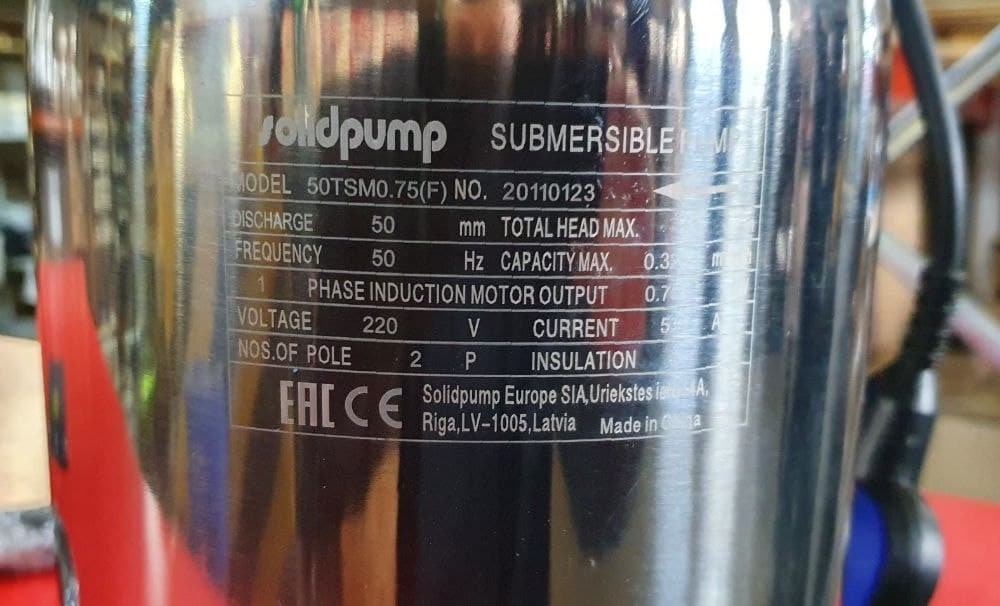 solidpump SUBMERSIBLE
MODEL 50TSM0.75(F) NO. 20110123
DISCHARGE 50 mm TOTAL HEAD MAX.
FREQUENCY 50 Hz CAPACITY MAX.
1 PHASE INDUCTION MOTOR OUTPUT
VOLTAGE 220 V CURRENT A
NOS.OF POLE 2 P INSULATION
EAC CE Solidpump Europe SIA,Uriekstes
Riga,LV-1005,Latvia Made in